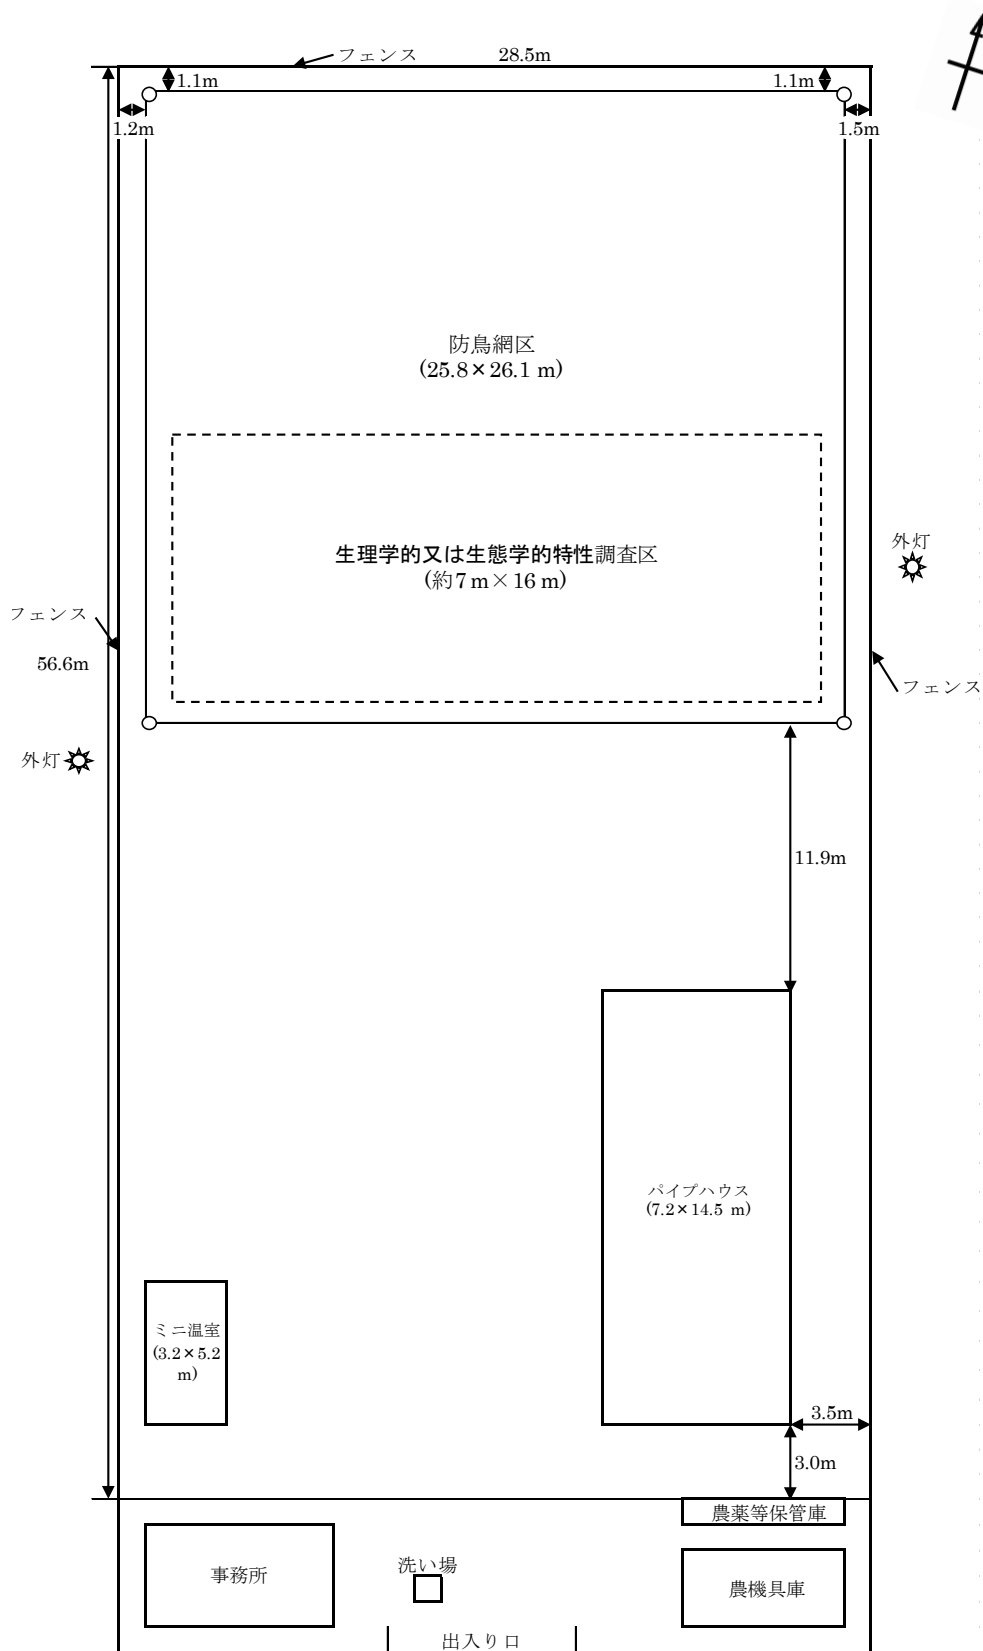 フェンス
28.5m
1.1m
1.1m
1.2m
1.5m
防鳥網区
(25.8×26.1 m)
外灯
生理学的又は生態学的特性調査区
(約7 m×16 m)
フェンス
56.6m
フェンス
外灯
11.9m
パイプハウス
(7.2×14.5 m)
ミニ温室
(3.2×5.2
m)
3.5m
3.0m
農薬等保管庫
洗い場
事務所
農機具庫
出入り口